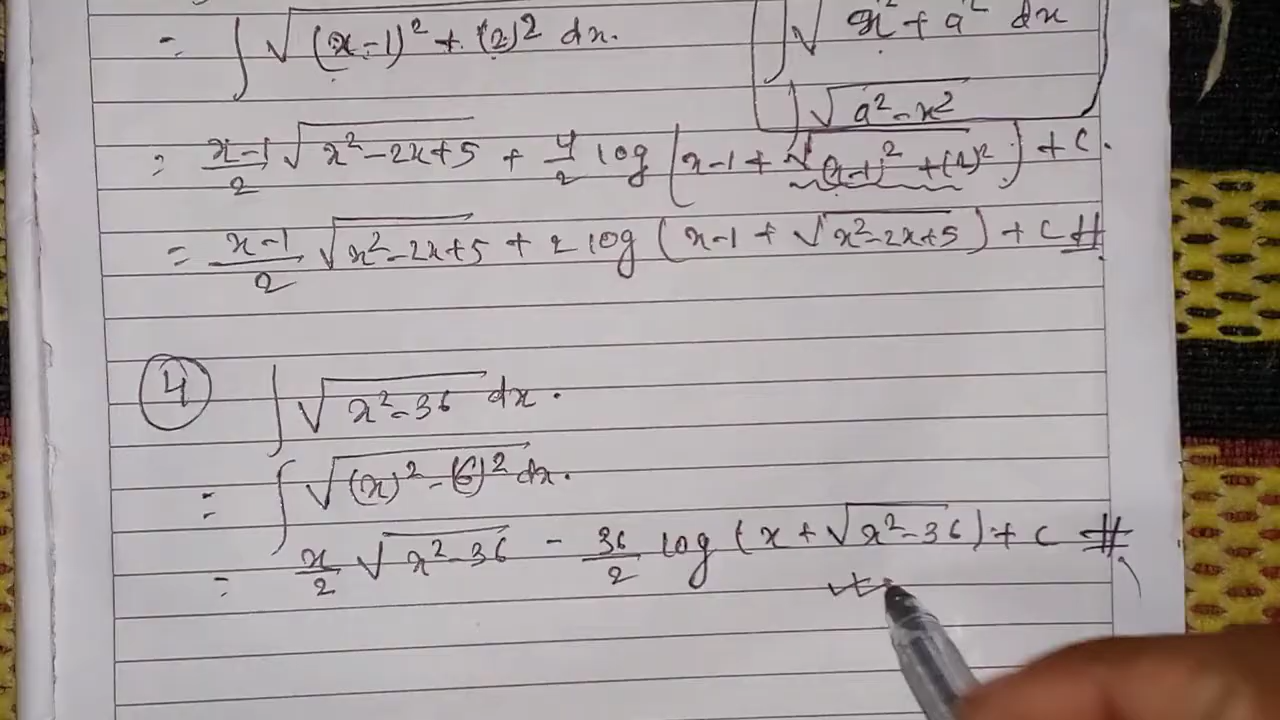 = ∫ √(x-1)² + (2)² dx.
∫ √x² + a² dx
∫ √a² - x²
= x-1/2 √x²-2x+5 + 4/2 log (x-1 + √(x-1)² + (2)²) + c.
= x-1/2 √x²-2x+5 + 2 log (x-1 + √x²-2x+5) + c #
4 ∫ √x²-36 dx.
= ∫ √(x)² - (6)² dx.
= x/2 √x²-36 - 36/2 log (x + √x²-36) + c #